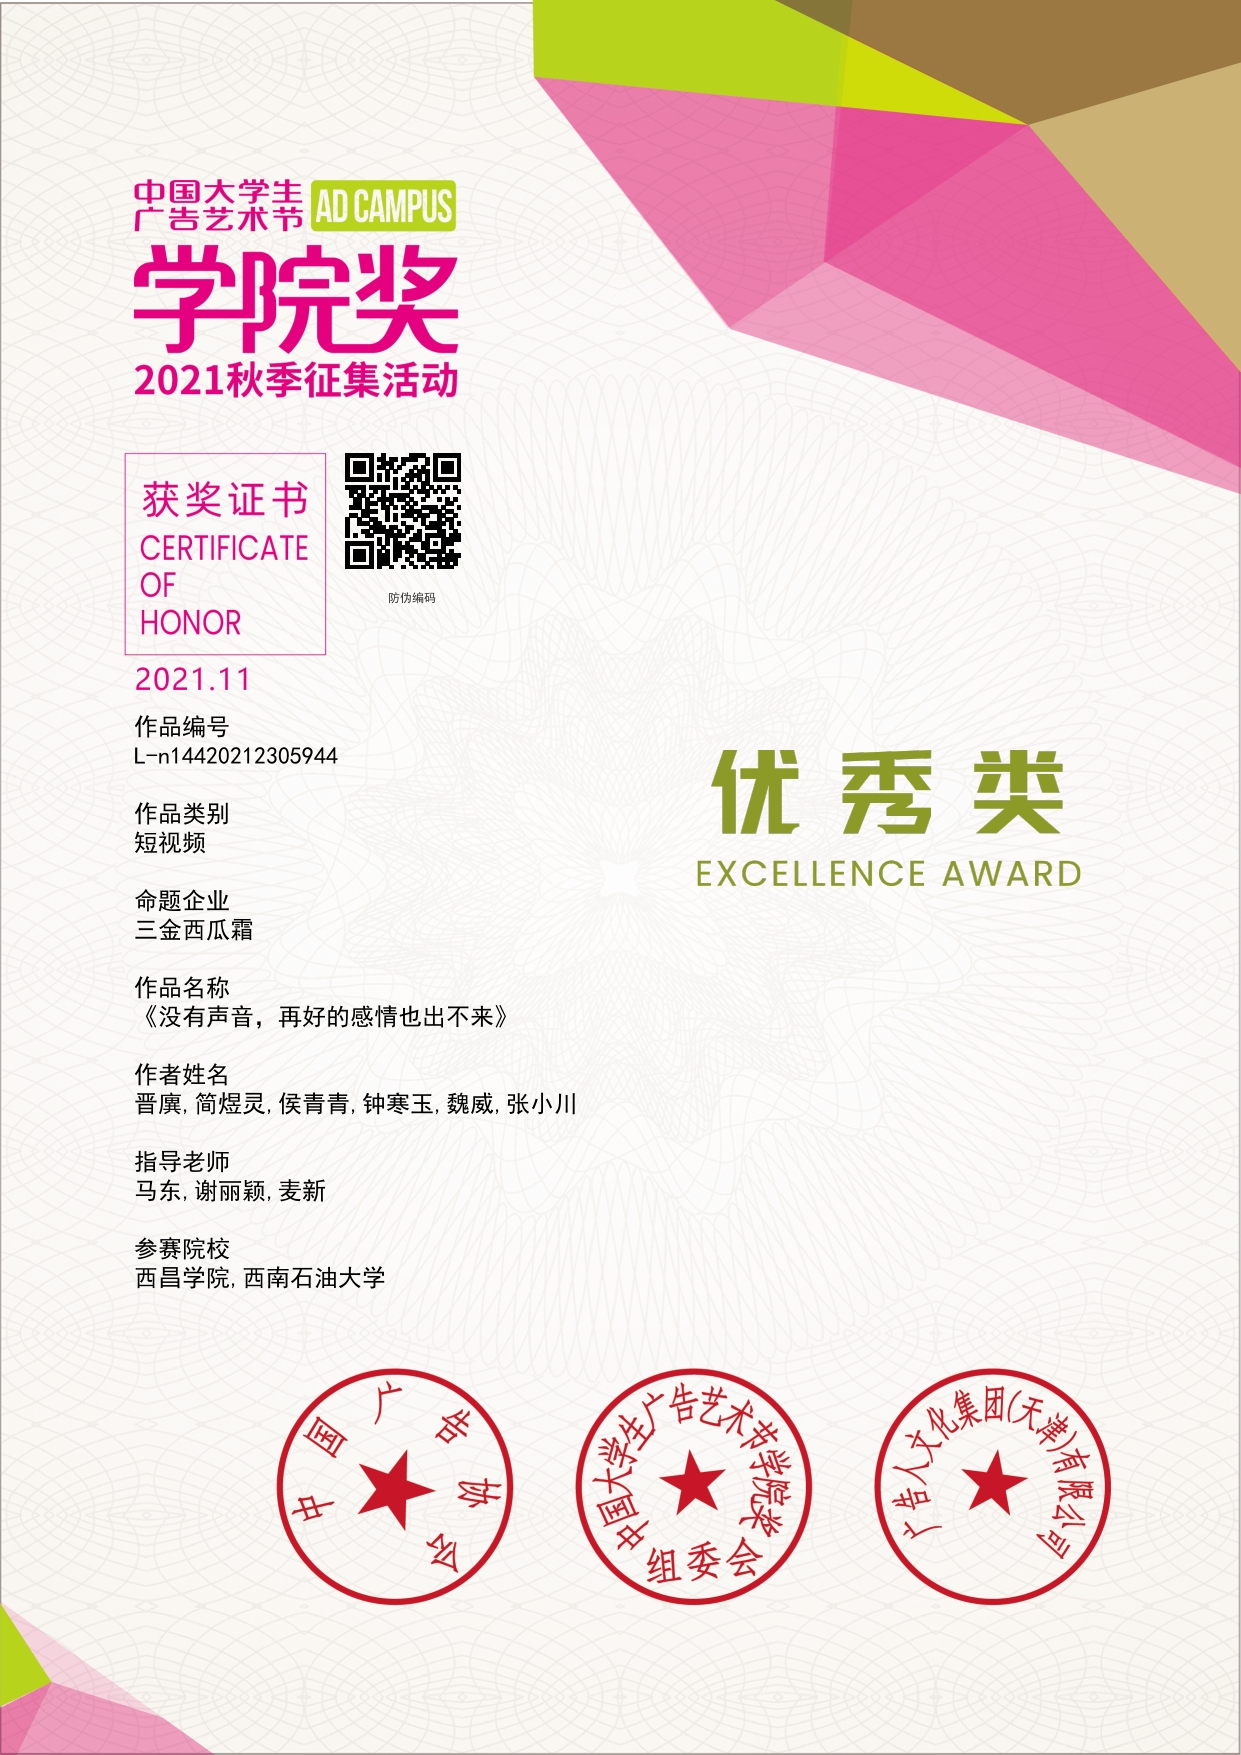 中国大学生
广告艺术节
AD CAMPUS
学院奖
2021秋季征集活动
获奖证书
CERTIFICATE
OF
HONOR
防伪编码
2021.11
作品编号
L-n14420212305944
作品类别
短视频
命题企业
三金西瓜霜
作品名称
《没有声音，再好的感情也出不来》
作者姓名
晋廙,简煜灵,侯青青,钟寒玉,魏威,张小川
指导老师
马东,谢丽颖,麦新
参赛院校
西昌学院,西南石油大学
优秀类
EXCELLENCE AWARD
中国广告协会
中国大学生广告艺术节学院奖
组委会
广告人文化集团(天津)有限公司